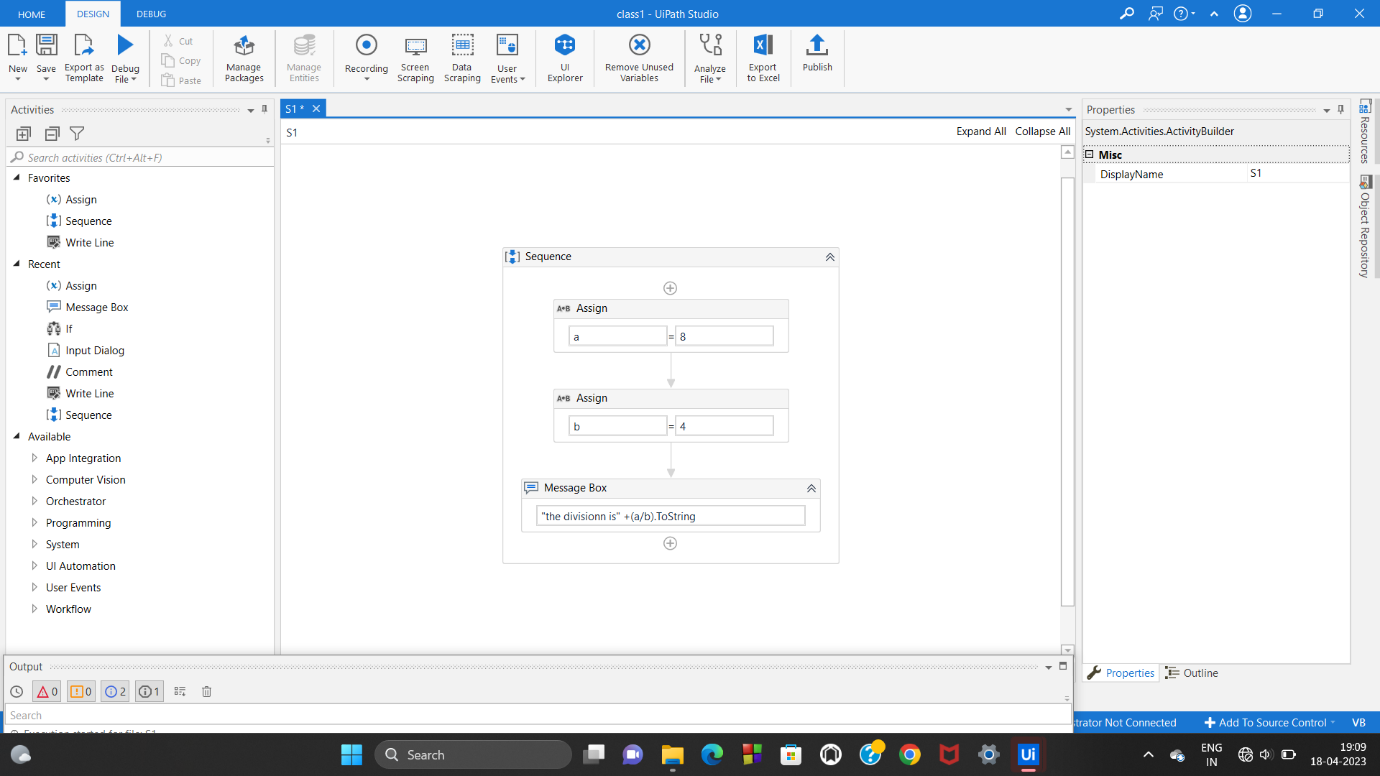 HOME DESIGN DEBUG class1 - UiPath Studio
New Save Export as Template Debug File Cut Copy Paste Manage Packages Manage Entities Recording Screen Scraping Data Scraping User Events UI Explorer Remove Unused Variables Analyze File Export to Excel Publish
Activities
Search activities (Ctrl+Alt+F)
Favorites
(x) Assign
Sequence
Write Line
Recent
(x) Assign
Message Box
If
Input Dialog
Comment
Write Line
Sequence
Available
App Integration
Computer Vision
Orchestrator
Programming
System
UI Automation
User Events
Workflow
S1 *
S1 Expand All Collapse All
Sequence
A*B Assign
a = 8
A*B Assign
b = 4
Message Box
"the divisionn is" +(a/b).ToString
Properties
System.Activities.ActivityBuilder
Misc
DisplayName S1
Resources
Object Repository
Properties Outline
Output
0 0 2 1
Search
Execution started for file: S1
strator Not Connected Add To Source Control VB
Search
Ui
ENG
IN
19:09
18-04-2023